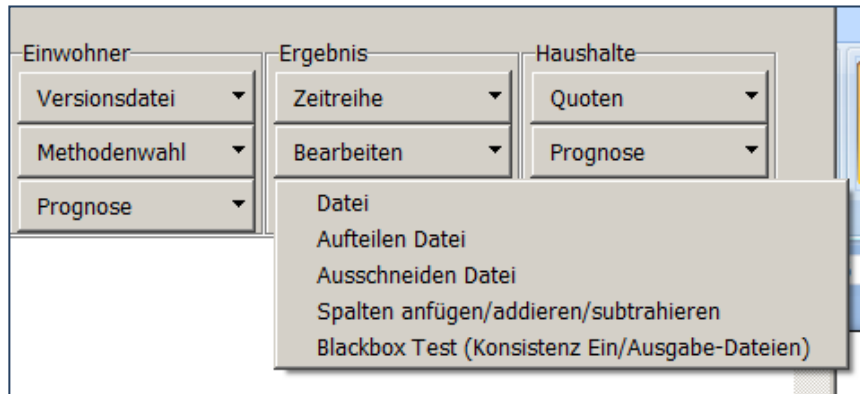 Einwohner Ergebnis Haushalte
Versionsdatei Zeitreihe Quoten
Methodenwahl Bearbeiten Prognose
Prognose
Datei
Aufteilen Datei
Ausschneiden Datei
Spalten anfügen/addieren/subtrahieren
Blackbox Test (Konsistenz Ein/Ausgabe-Dateien)